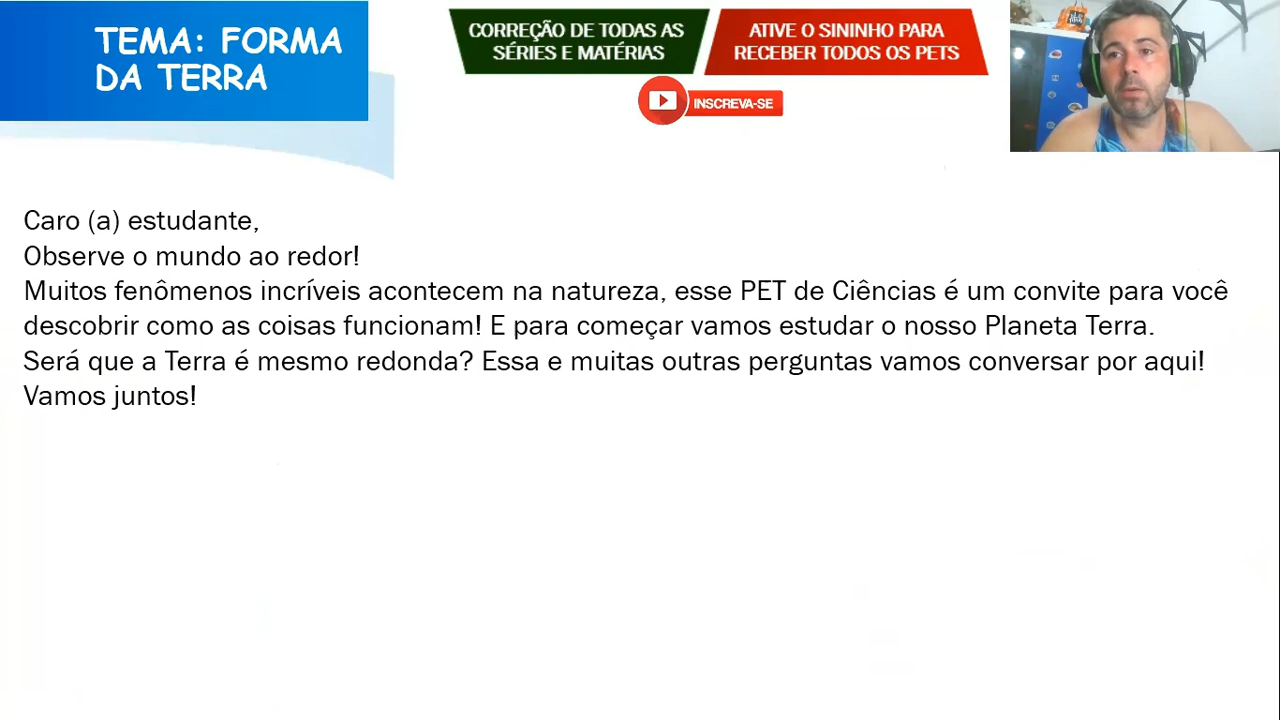 TEMA: FORMA
DA TERRA
CORREÇÃO DE TODAS AS
SÉRIES E MATÉRIAS
ATIVE O SININHO PARA
RECEBER TODOS OS PETS
INSCREVA-SE
Caro (a) estudante,
Observe o mundo ao redor!
Muitos fenômenos incríveis acontecem na natureza, esse PET de Ciências é um convite para você
descobrir como as coisas funcionam! E para começar vamos estudar o nosso Planeta Terra.
Será que a Terra é mesmo redonda? Essa e muitas outras perguntas vamos conversar por aqui!
Vamos juntos!